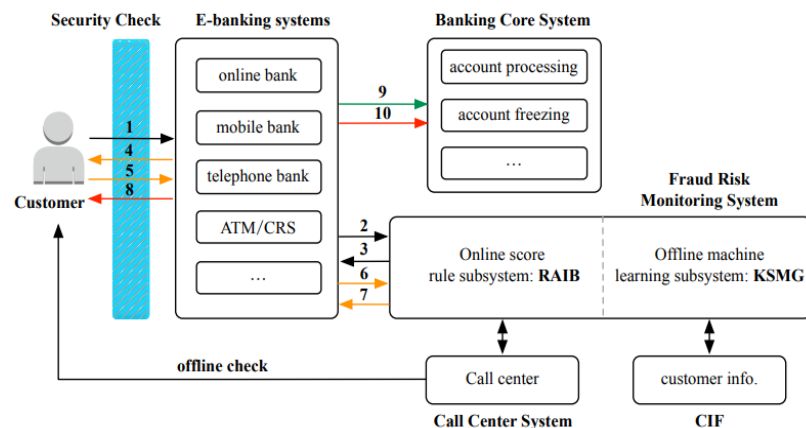 Security Check
E-banking systems
Banking Core System
online bank
mobile bank
telephone bank
ATM/CRS
...
account processing
account freezing
...
9
10
1
4
5
8
Customer
Fraud Risk
Monitoring System
2
3
6
7
Online score
rule subsystem: RAIB
Offline machine
learning subsystem: KSMG
offline check
Call center
customer info.
Call Center System
CIF